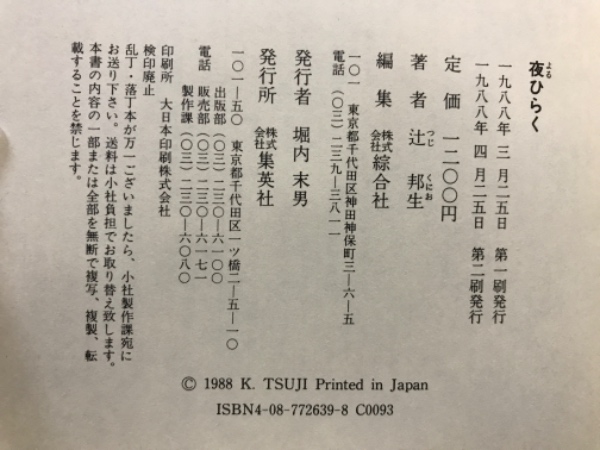 夜ひらく
よる
一九八八年 三 月二五日 第一刷発行
一九八八年 四 月二五日 第二刷発行
定 価 一二〇〇円
著 者 辻 邦生
つじ くにお
編 集 株式会社 綜合社
一〇一 東京都千代田区神田神保町三―六―五
電話 (〇三)二三九―三八一一
発行者 堀内 末男
発行所 株式会社 集英社
一〇一―五〇 東京都千代田区一ツ橋二―五―一〇
出版部(〇三)二三〇―六一〇〇
電話 販売部(〇三)二三〇―六一七一
製作課(〇三)二三〇―六〇八〇
印刷所 大日本印刷株式会社
検印廃止
乱丁・落丁本が万一ございましたら、小社製作課宛に
お送り下さい。送料は小社負担でお取り替え致します。
本書の内容の一部または全部を無断で複写、複製、転
載することを禁じます。
© 1988 K. TSUJI Printed in Japan
ISBN4-08-772639-8 C0093